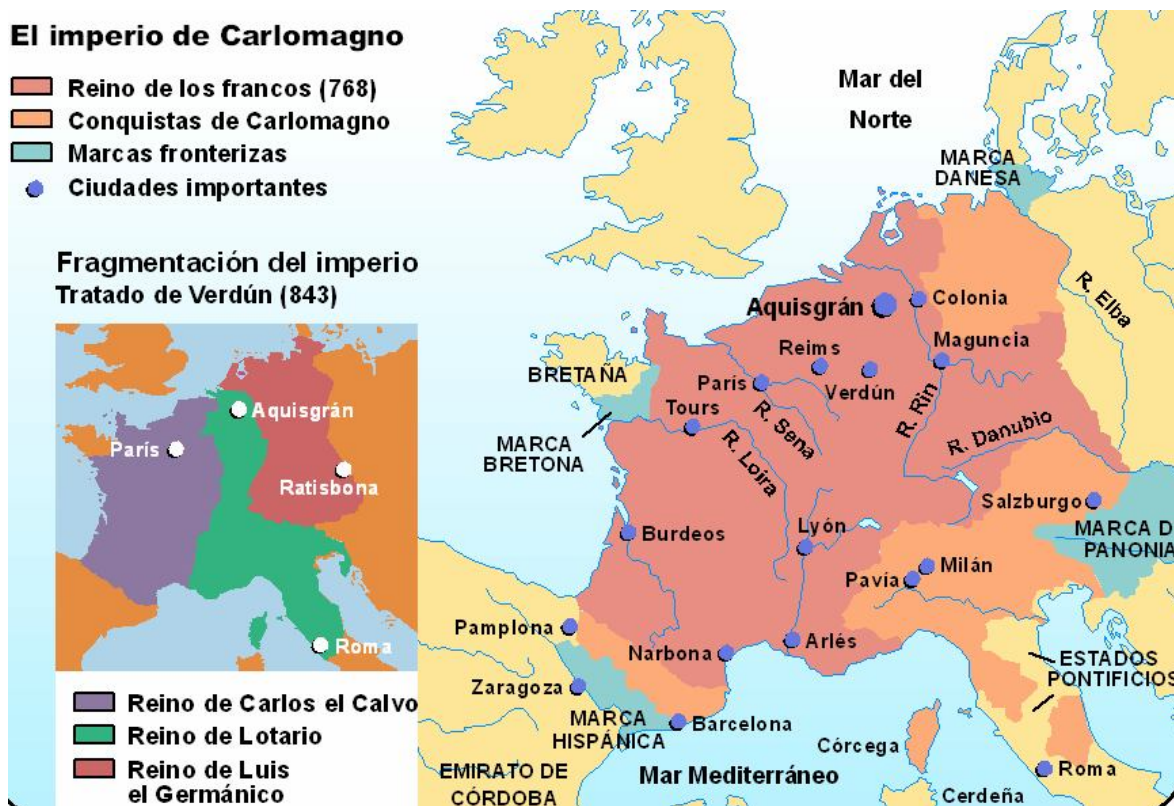 El imperio de Carlomagno
Reino de los francos (768)
Conquistas de Carlomagno
Marcas fronterizas
Ciudades importantes
Fragmentación del imperio
Tratado de Verdún (843)
Aquisgrán
París
Ratisbona
Roma
Reino de Carlos el Calvo
Reino de Lotario
Reino de Luis
el Germánico
Mar del
Norte
MARCA
DANESA
R. Elba
Aquisgrán
Colonia
Maguncia
Reims
Verdún
París
BRETAÑA
Tours
R. Sena
R. Rin
R. Danubio
MARCA
BRETONA
R. Loira
Salzburgo
MARCA D
PANONIA
Burdeos
Lyón
Milán
Pavía
Pamplona
Narbona
Arlés
ESTADOS
PONTIFICIOS
Zaragoza
MARCA
HISPÁNICA
Barcelona
Córcega
EMIRATO DE
CÓRDOBA
Mar Mediterráneo
Roma
Cerdeña